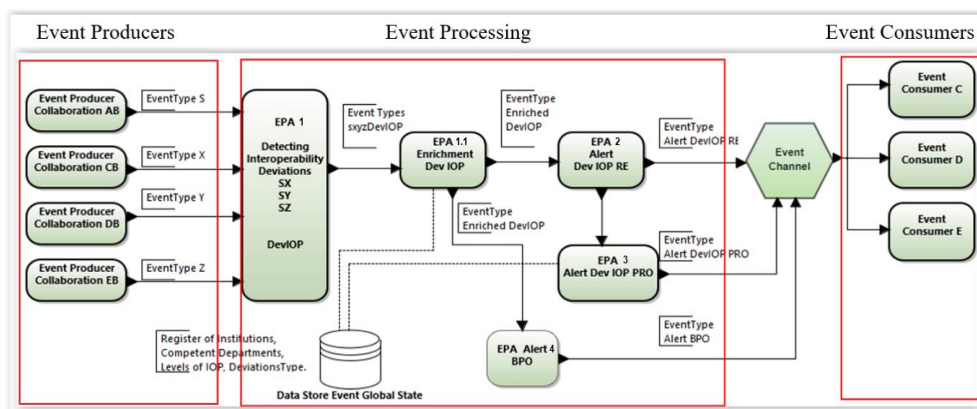 Event Producers
Event Processing
Event Consumers
Event Producer
Collaboration AB
EventType S
Event Producer
Collaboration CB
EventType X
Event Producer
Collaboration DB
EventType Y
Event Producer
Collaboration EB
EventType Z
EPA 1
Detecting
Interoperability
Deviations
SX
SY
SZ
DevIOP
Event Types
sxyzDevIOP
EPA 1.1
Enrichment
Dev IOP
EventType
Enriched
DevIOP
EventType
Enriched DevIOP
EPA 2
Alert
Dev IOP RE
EventType
Alert DevIOP RE
EPA 3
Alert Dev IOP PRO
EventType
Alert DevIOP PRO
EPA Alert 4
BPO
EventType
Alert BPO
Register of Institutions,
Competent Departments,
Levels of IOP, DeviationsType.
Data Store Event Global State
Event
Channel
Event
Consumer C
Event
Consumer D
Event
Consumer E